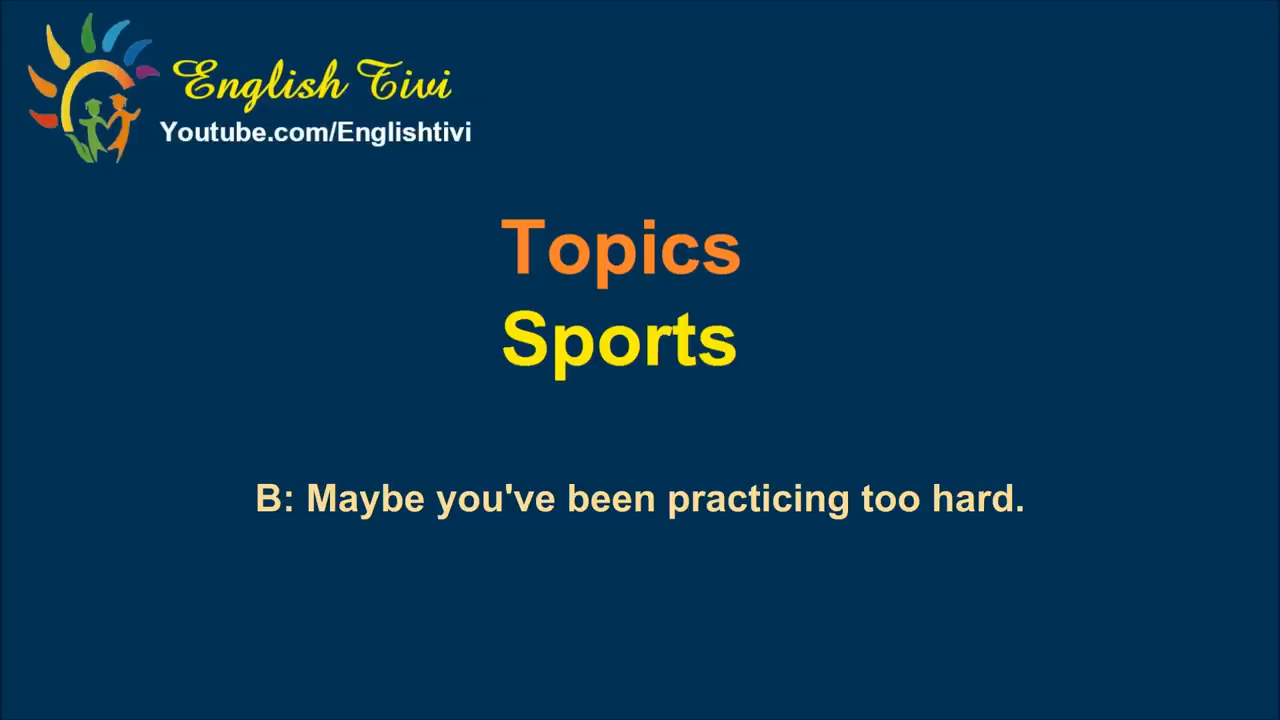 English Tivi
Youtube.com/Englishtivi
Topics
Sports
B: Maybe you've been practicing too hard.